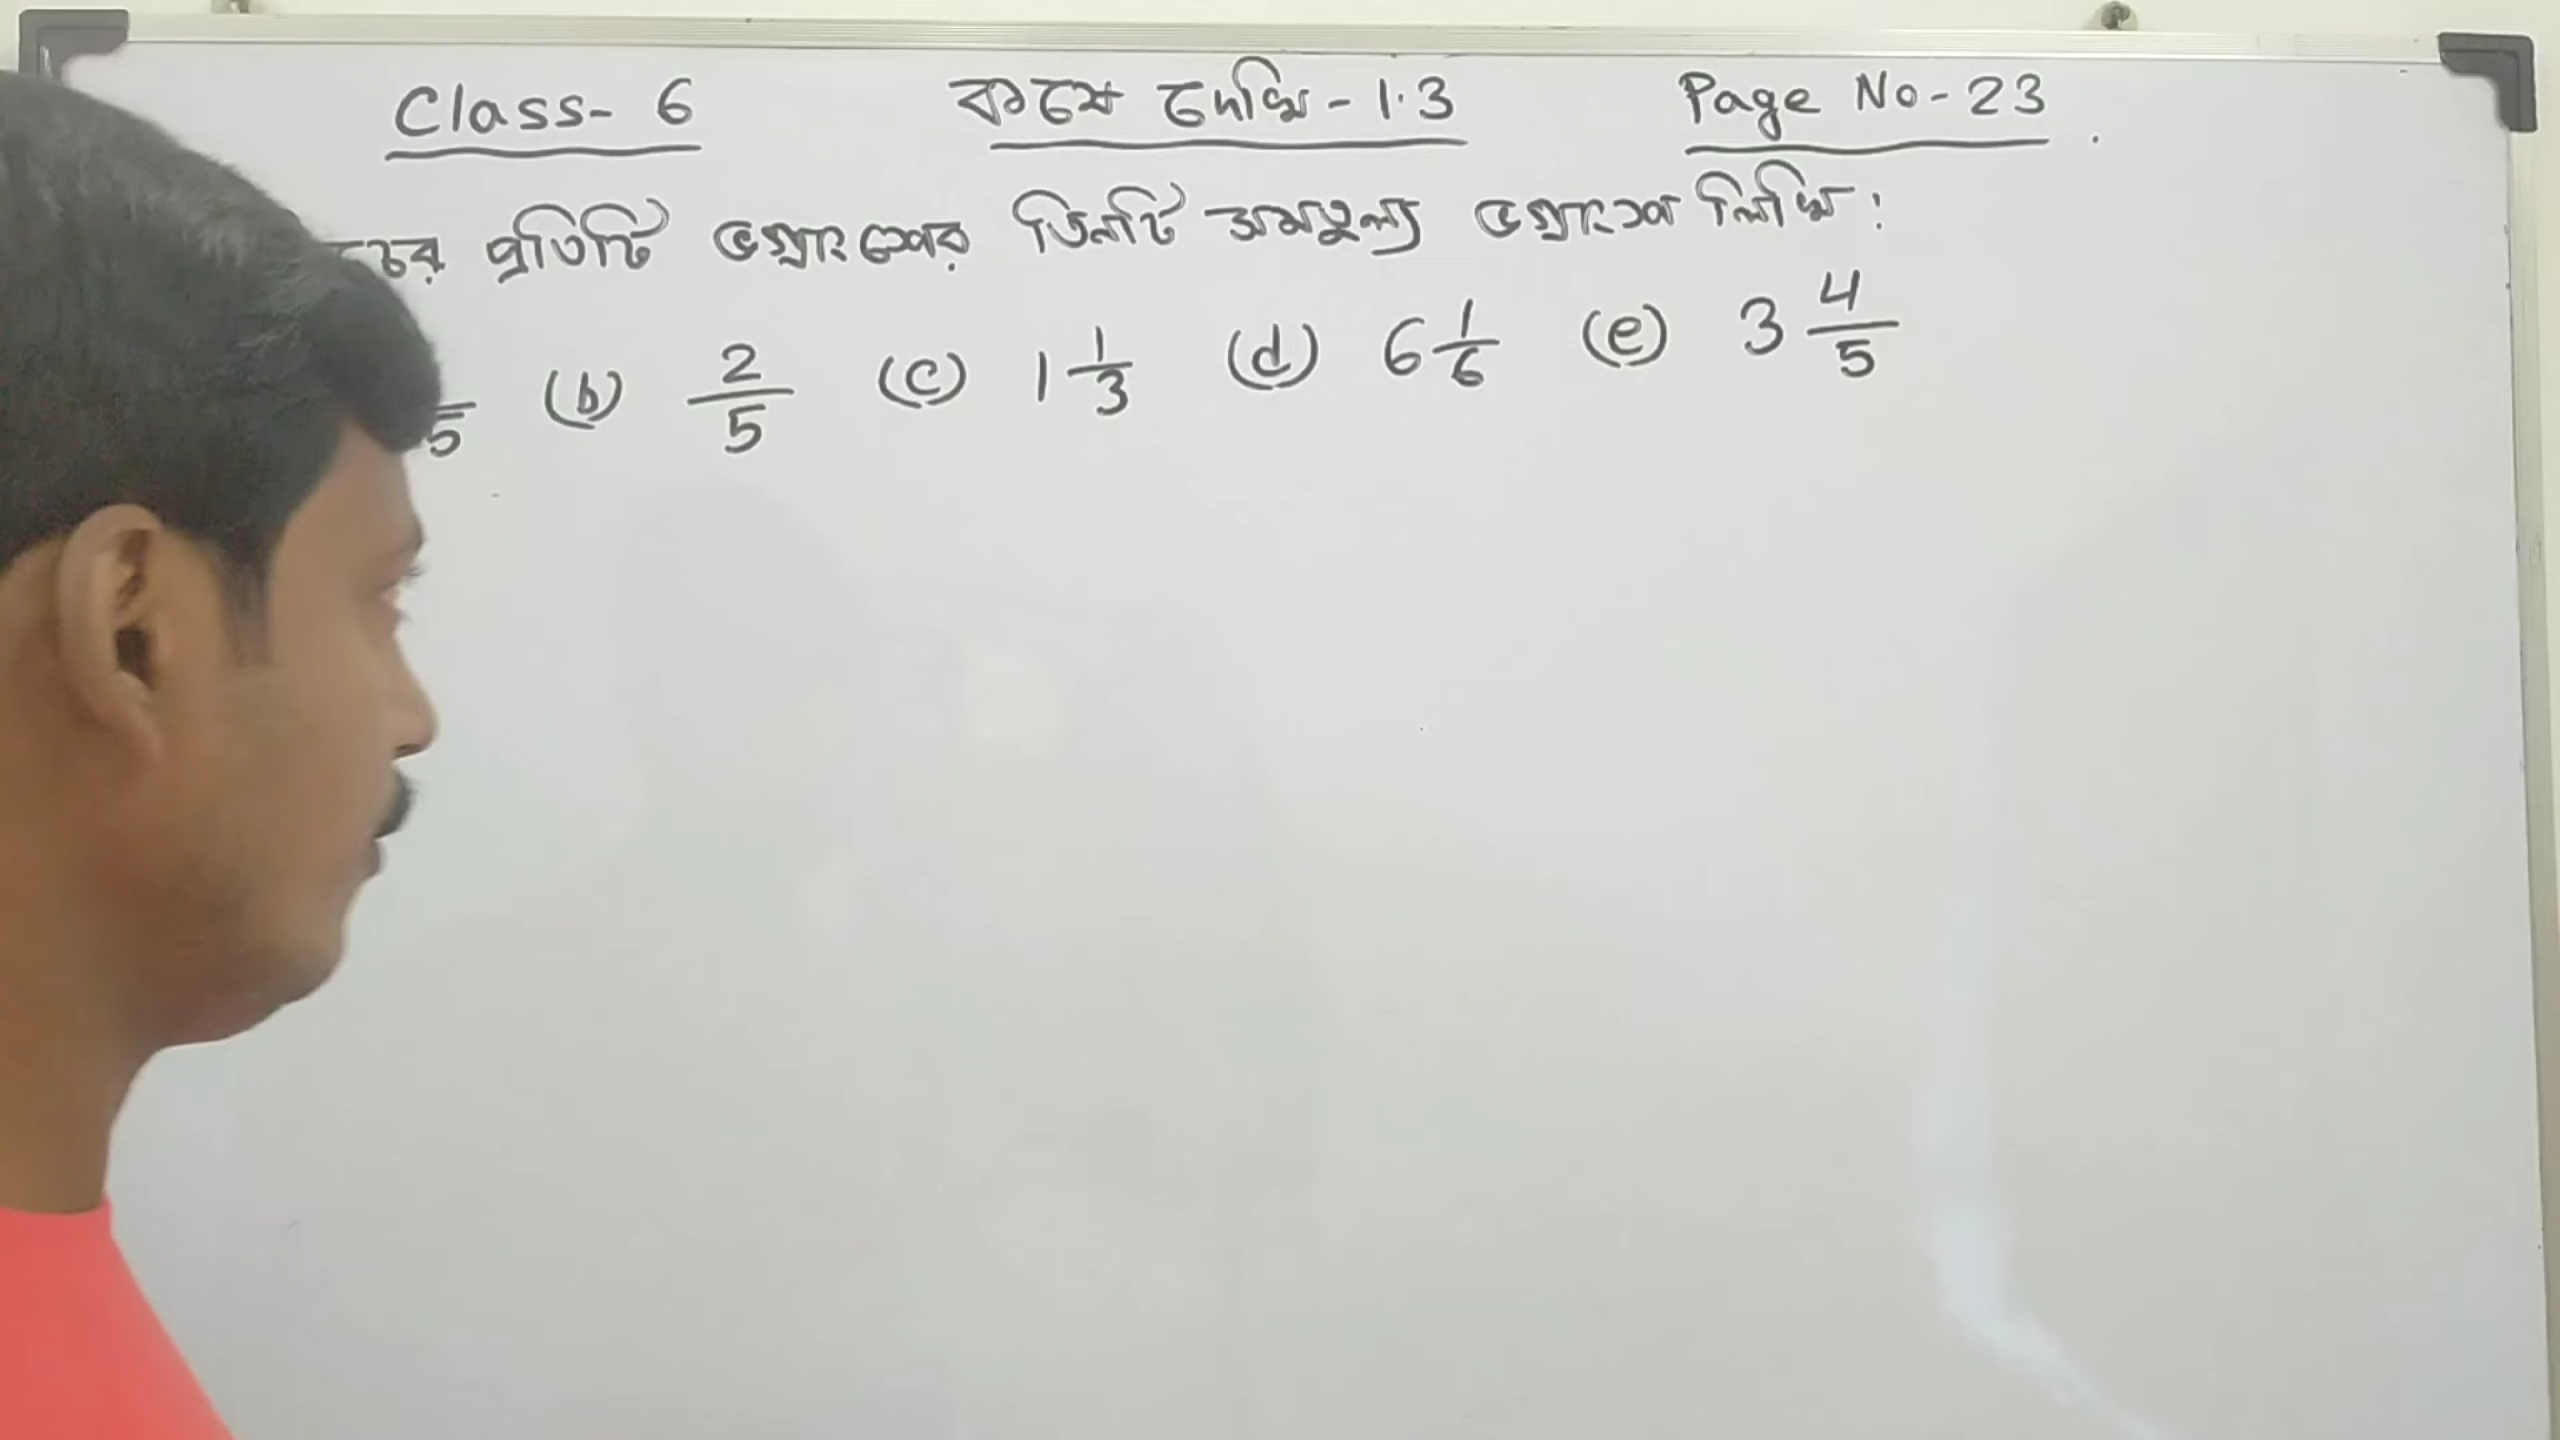 Class- 6 কষে দেখি - 1.3 Page No - 23
প্রতিটি ভগ্নাংশের তিনটি সমতুল্য ভগ্নাংশ লিখি :
5 (b) 2/5 (c) 1 1/3 (d) 6 1/6 (e) 3 4/5